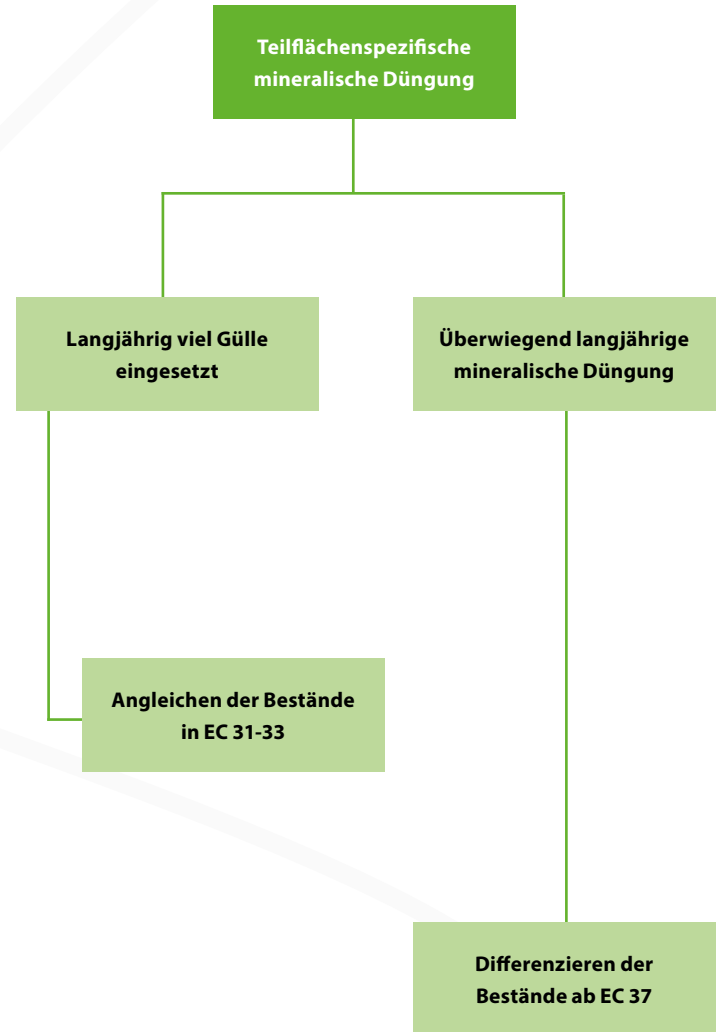 Teilflächenspezifische
mineralische Düngung
Langjährig viel Gülle
eingesetzt
Überwiegend langjährige
mineralische Düngung
Angleichen der Bestände
in EC 31-33
Differenzieren der
Bestände ab EC 37